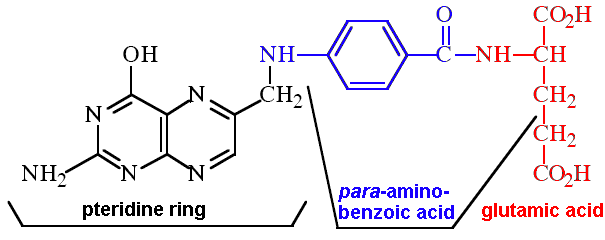 O CO₂H
OH NH C NH CH
N N CH₂ CH₂
N CH₂
NH₂ N N CO₂H
para-amino-
benzoic acid
pteridine ring glutamic acid